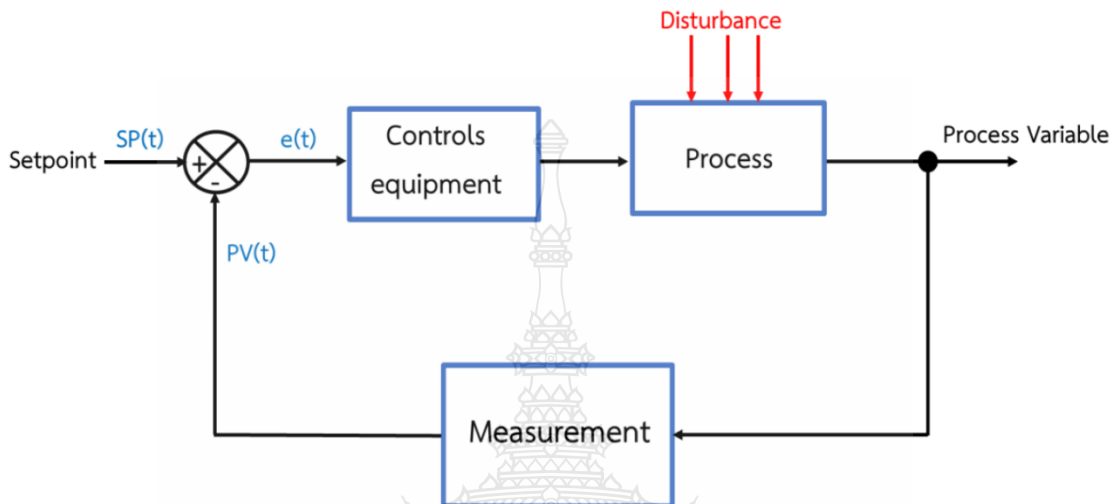 Disturbance
SP(t)
e(t)
Controls
equipment
Process
Process Variable
Setpoint
+
-
PV(t)
Measurement